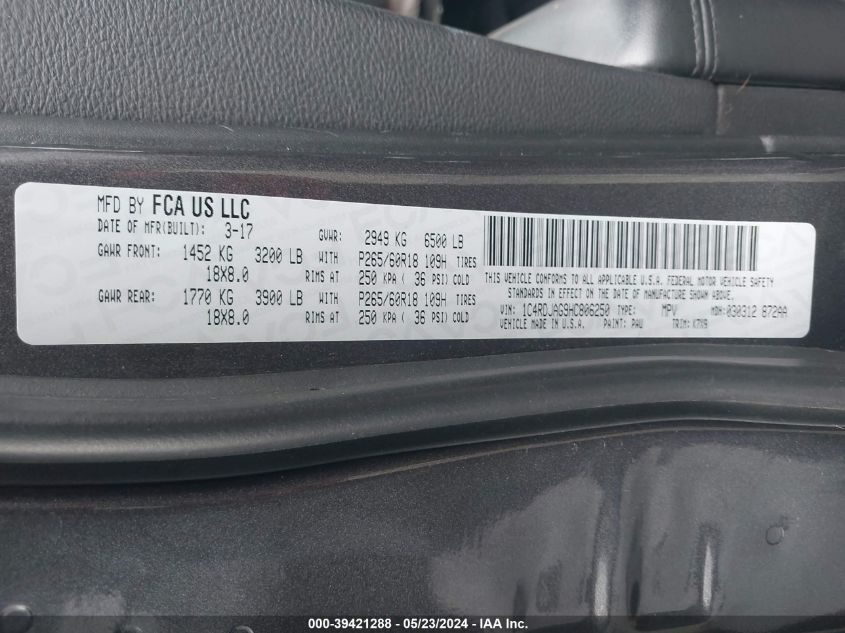 MFD BY FCA US LLC
DATE OF MFR(BUILT): 3-17 GVWR: 2949 KG 6500 LB
GAWR FRONT: 1452 KG 3200 LB WITH P265/60R18 109H TIRES
18X8.0 RIMS AT 250 KPA ( 36 PSI) COLD
GAWR REAR: 1770 KG 3900 LB WITH P265/60R18 109H TIRES
18X8.0 RIMS AT 250 KPA ( 36 PSI) COLD
THIS VEHICLE CONFORMS TO ALL APPLICABLE U.S.A. FEDERAL MOTOR VEHICLE SAFETY
STANDARDS IN EFFECT ON THE DATE OF MANUFACTURE SHOWN ABOVE.
VIN: 1C4RDJAG9HC806250 TYPE: MPV MDH: 030312 872AA
VEHICLE MADE IN U.S.A. PAINT: PAU TRIM: K7X9
000-39421288 - 05/23/2024 - IAA Inc.